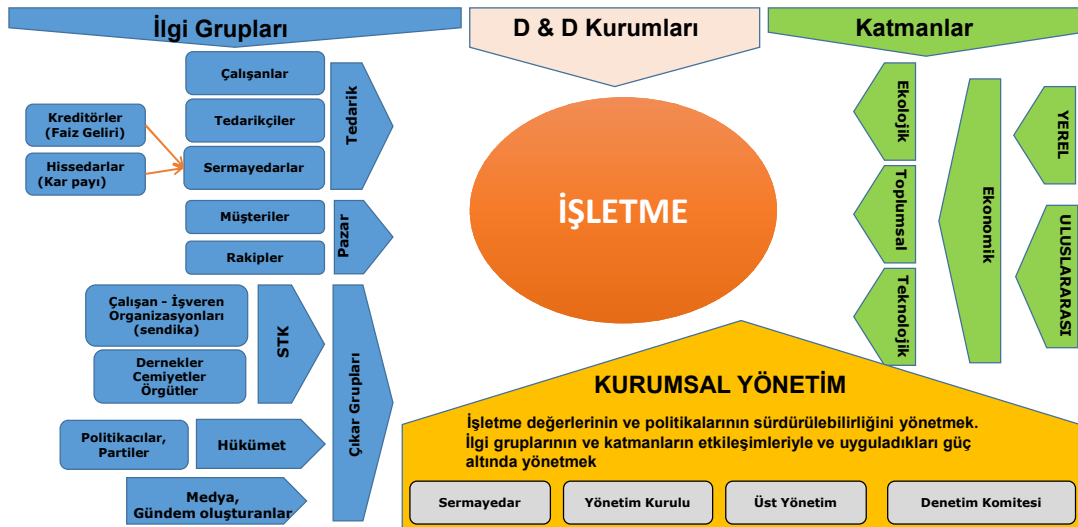 İlgi Grupları
D & D Kurumları
Katmanlar
Çalışanlar
Tedarikçiler
Sermayedarlar
Kreditörler
(Faiz Geliri)
Hissedarlar
(Kar payı)
Tedarik
Müşteriler
Rakipler
Pazar
Çalışan – İşveren
Organizasyonları
(sendika)
Dernekler
Cemiyetler
Örgütler
STK
Politikacılar,
Partiler
Hükümet
Medya,
Gündem oluşturanlar
Çıkar Grupları
İŞLETME
Ekolojik
Toplumsal
Teknolojik
Ekonomik
YEREL
ULUSLARARASI
KURUMSAL YÖNETİM
İşletme değerlerinin ve politikalarının sürdürülebilirliğini yönetmek.
İlgi gruplarının ve katmanların etkileşimleriyle ve uyguladıkları güç
altında yönetmek
Sermayedar
Yönetim Kurulu
Üst Yönetim
Denetim Komitesi